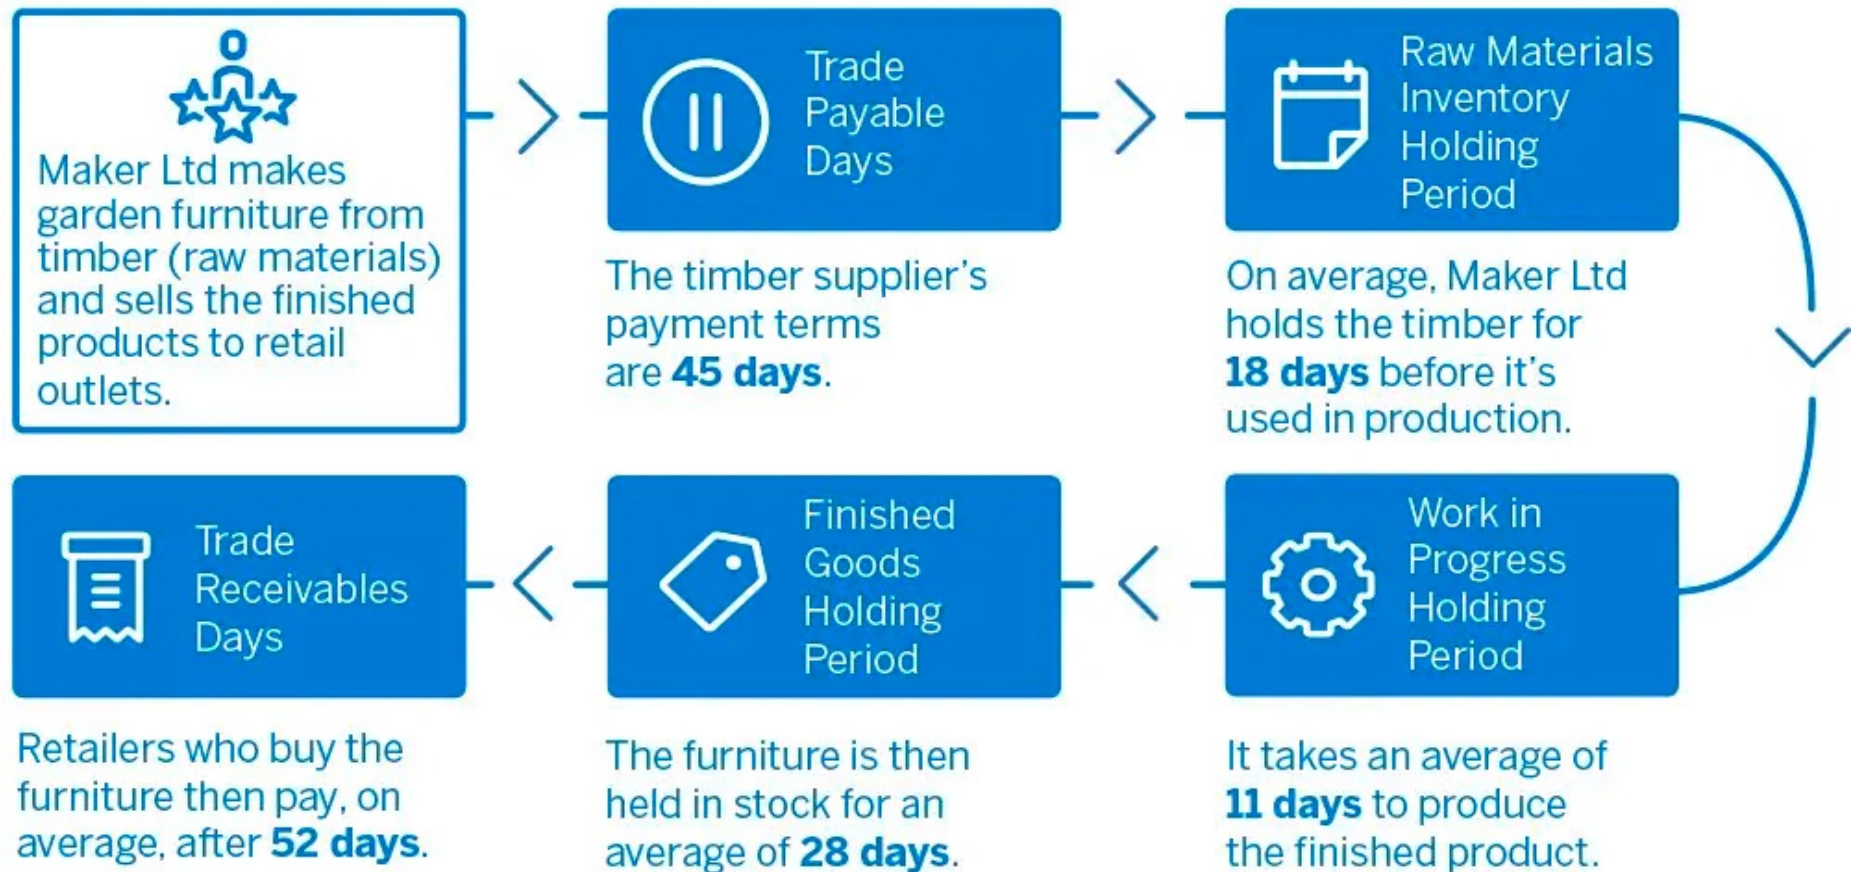 Maker Ltd makes
garden furniture from
timber (raw materials)
and sells the finished
products to retail
outlets.
Trade
Payable
Days
The timber supplier’s
payment terms
are 45 days.
Raw Materials
Inventory
Holding
Period
On average, Maker Ltd
holds the timber for
18 days before it’s
used in production.
Work in
Progress
Holding
Period
It takes an average of
11 days to produce
the finished product.
Finished
Goods
Holding
Period
The furniture is then
held in stock for an
average of 28 days.
Trade
Receivables
Days
Retailers who buy the
furniture then pay, on
average, after 52 days.